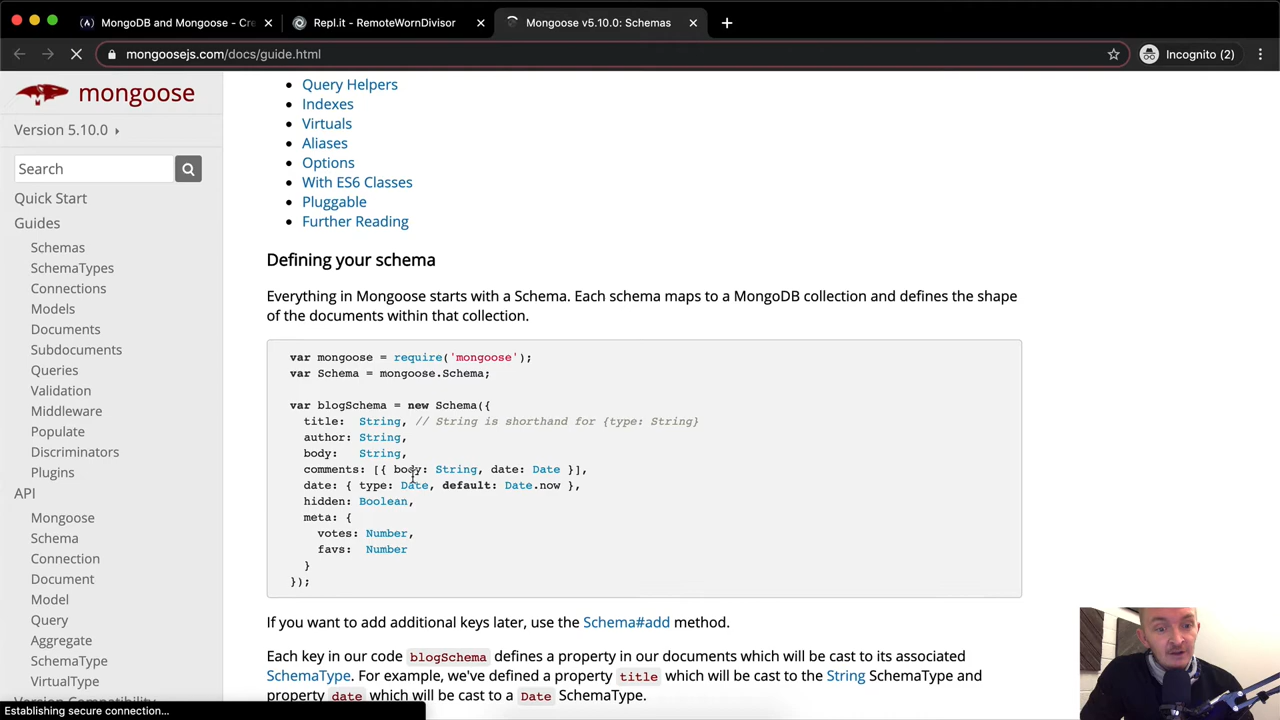 MongoDB and Mongoose - Cre
Repl.it - RemoteWornDivisor
Mongoose v5.10.0: Schemas
mongoosejs.com/docs/guide.html
Incognito (2)
mongoose
Version 5.10.0
Search
Quick Start
Guides
Schemas
SchemaTypes
Connections
Models
Documents
Subdocuments
Queries
Validation
Middleware
Populate
Discriminators
Plugins
API
Mongoose
Schema
Connection
Document
Model
Query
Aggregate
SchemaType
VirtualType
Version Compatibility
Establishing secure connection...
Query Helpers
Indexes
Virtuals
Aliases
Options
With ES6 Classes
Pluggable
Further Reading
Defining your schema
Everything in Mongoose starts with a Schema. Each schema maps to a MongoDB collection and defines the shape
of the documents within that collection.
var mongoose = require('mongoose');
var Schema = mongoose.Schema;
var blogSchema = new Schema({
title: String, // String is shorthand for {type: String}
author: String,
body: String,
comments: [{ body: String, date: Date }],
date: { type: Date, default: Date.now },
hidden: Boolean,
meta: {
votes: Number,
favs: Number
}
});
If you want to add additional keys later, use the Schema#add method.
Each key in our code blogSchema defines a property in our documents which will be cast to its associated
SchemaType. For example, we've defined a property title which will be cast to the String SchemaType and
property date which will be cast to a Date SchemaType.